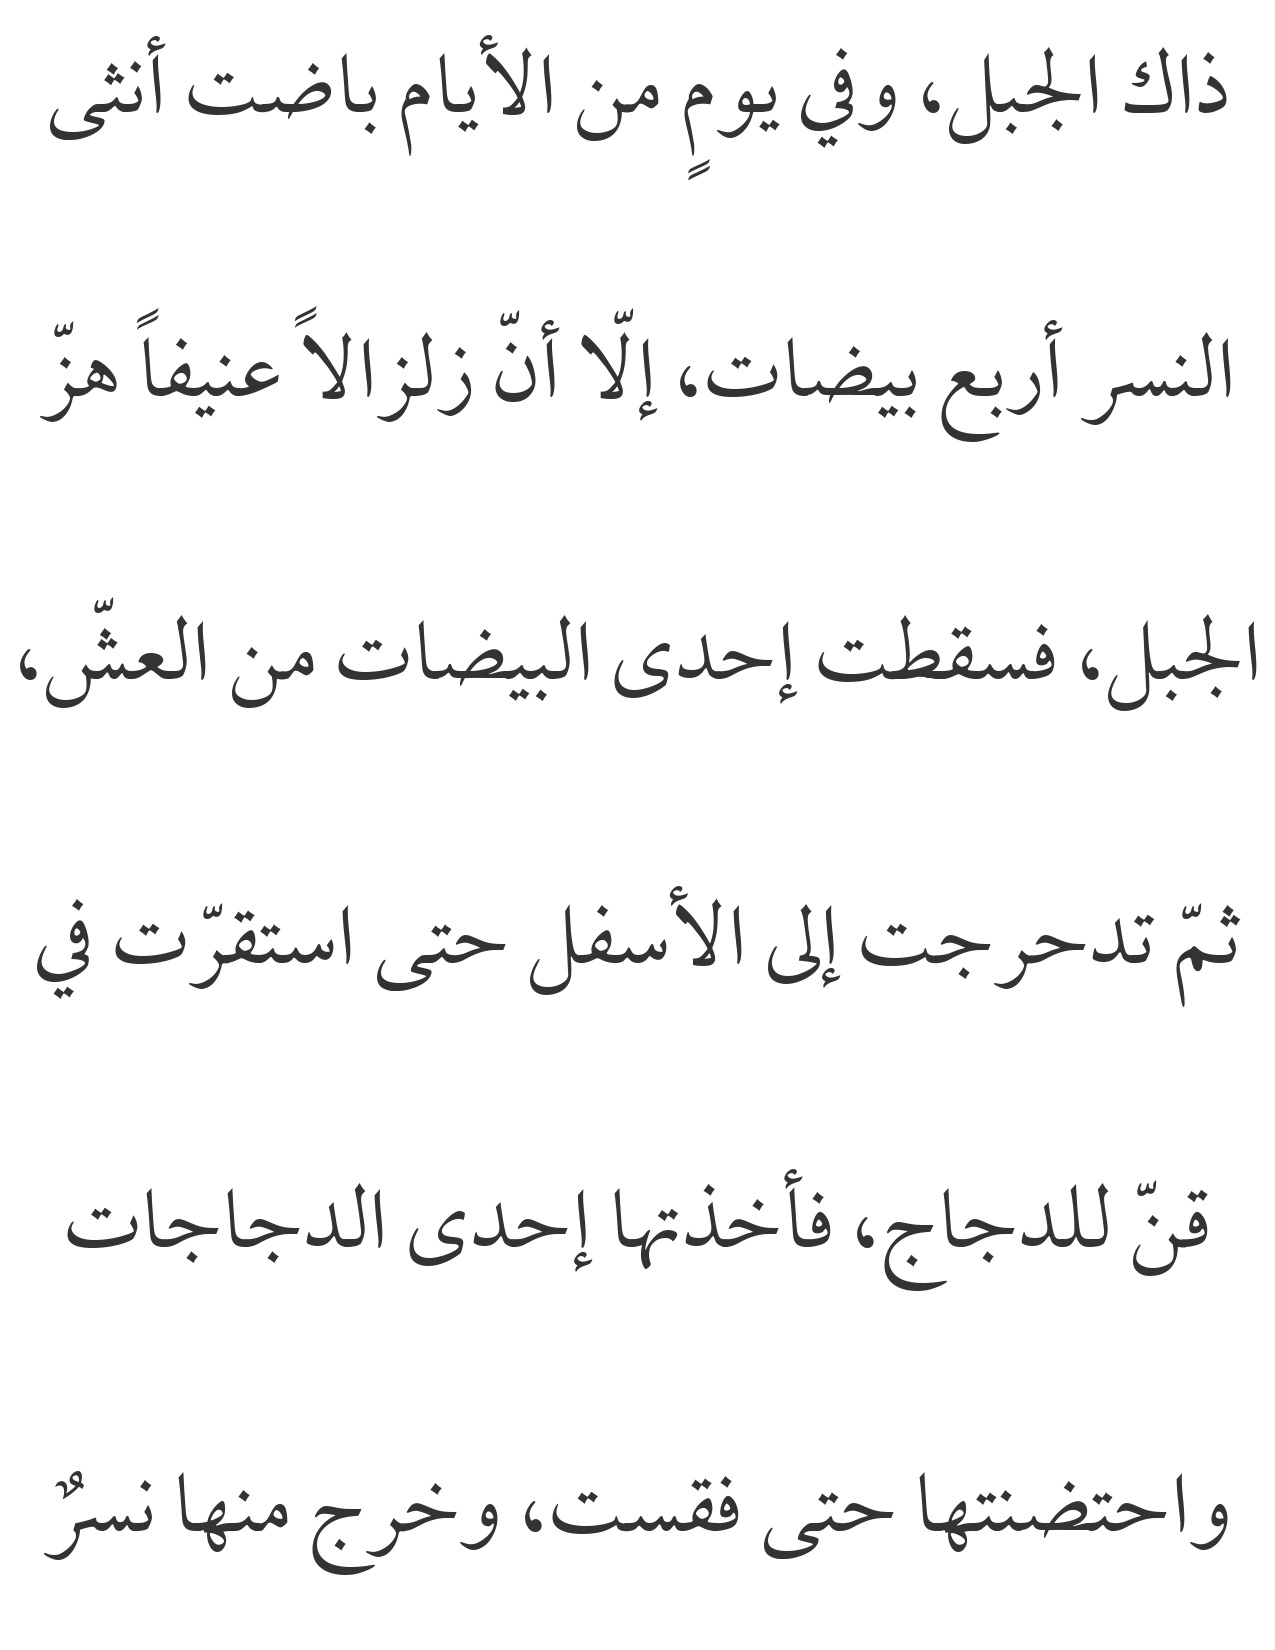 ذاك الجبل، وفي يومٍ من الأيام باضت أنثى
النسر أربع بيضات، إلّا أنّ زلزالاً عنيفاً هزّ
الجبل، فسقطت إحدى البيضات من العشّ،
ثمّ تدحرجت إلى الأسفل حتى استقرّت في
قنّ للدجاج، فأخذتها إحدى الدجاجات
واحتضنتها حتى فقست، وخرج منها نسرٌ